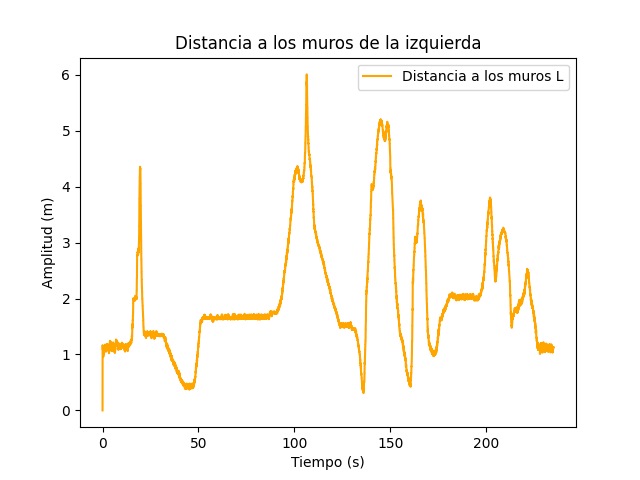 Distancia a los muros de la izquierda
Distancia a los muros L
Amplitud (m)
6
5
4
3
2
1
0
0 50 100 150 200
Tiempo (s)